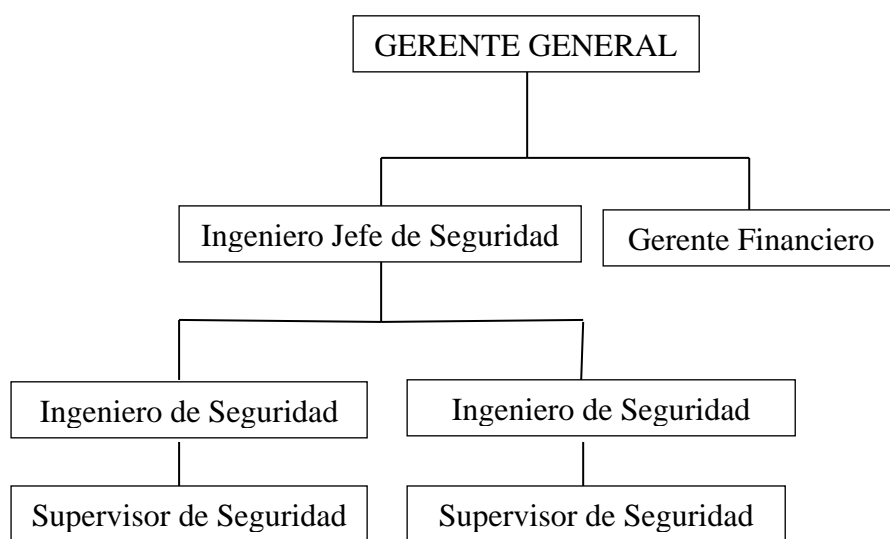 GERENTE GENERAL
Ingeniero Jefe de Seguridad
Gerente Financiero
Ingeniero de Seguridad
Ingeniero de Seguridad
Supervisor de Seguridad
Supervisor de Seguridad